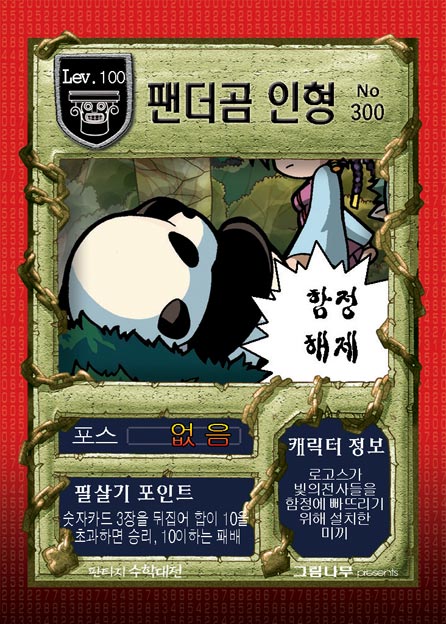 Lev.100
팬더곰 인형
No
300
함정
해제
포스 없음
필살기 포인트
숫자카드 3장을 뒤집어 합이 10을
초과하면 승리, 10이하는 패배
캐릭터 정보
로고스가
빛의전사들을
함정에 빠뜨리기
위해 설치한
미끼
판타지 수학대전
그림나무 presents